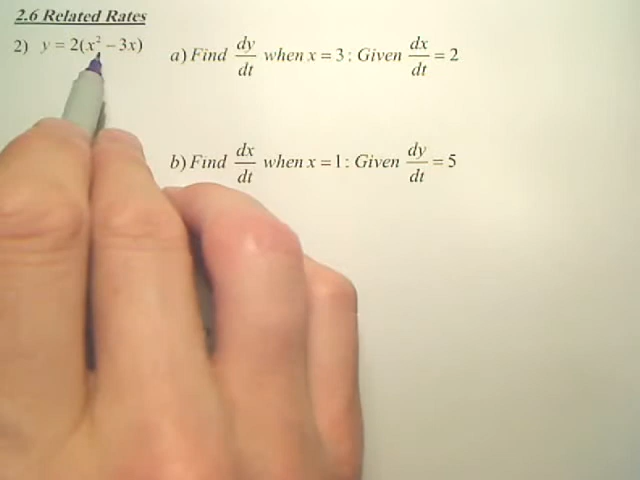 2.6 Related Rates
2) y = 2(x² − 3x)
a) Find dy/dt when x = 3 : Given dx/dt = 2
b) Find dx/dt when x = 1 : Given dy/dt = 5